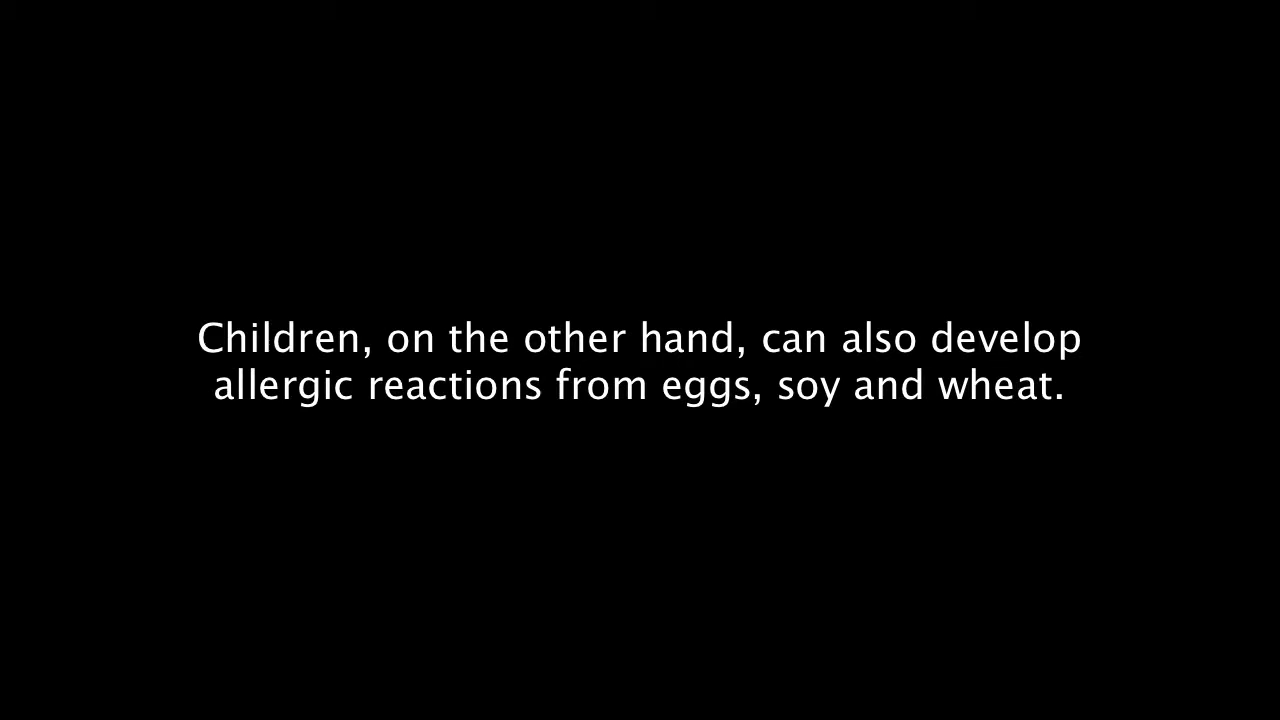 Children, on the other hand, can also develop
allergic reactions from eggs, soy and wheat.